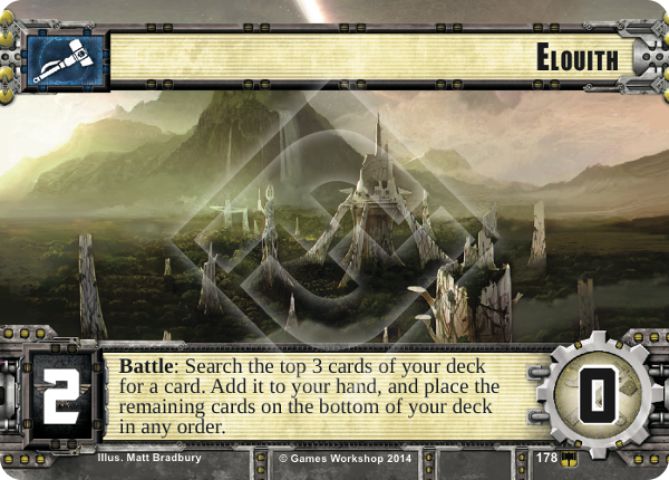 ELOUITH
2
Battle: Search the top 3 cards of your deck
for a card. Add it to your hand, and place the
remaining cards on the bottom of your deck
in any order.
0
Illus. Matt Bradbury
© Games Workshop 2014
178